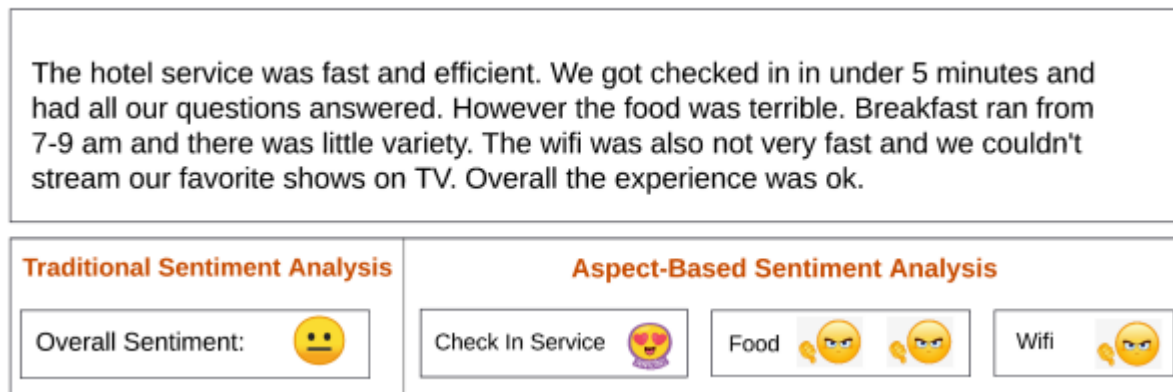 The hotel service was fast and efficient. We got checked in in under 5 minutes and
had all our questions answered. However the food was terrible. Breakfast ran from
7-9 am and there was little variety. The wifi was also not very fast and we couldn't
stream our favorite shows on TV. Overall the experience was ok.
Traditional Sentiment Analysis
Aspect-Based Sentiment Analysis
Overall Sentiment:
Check In Service
Food
Wifi